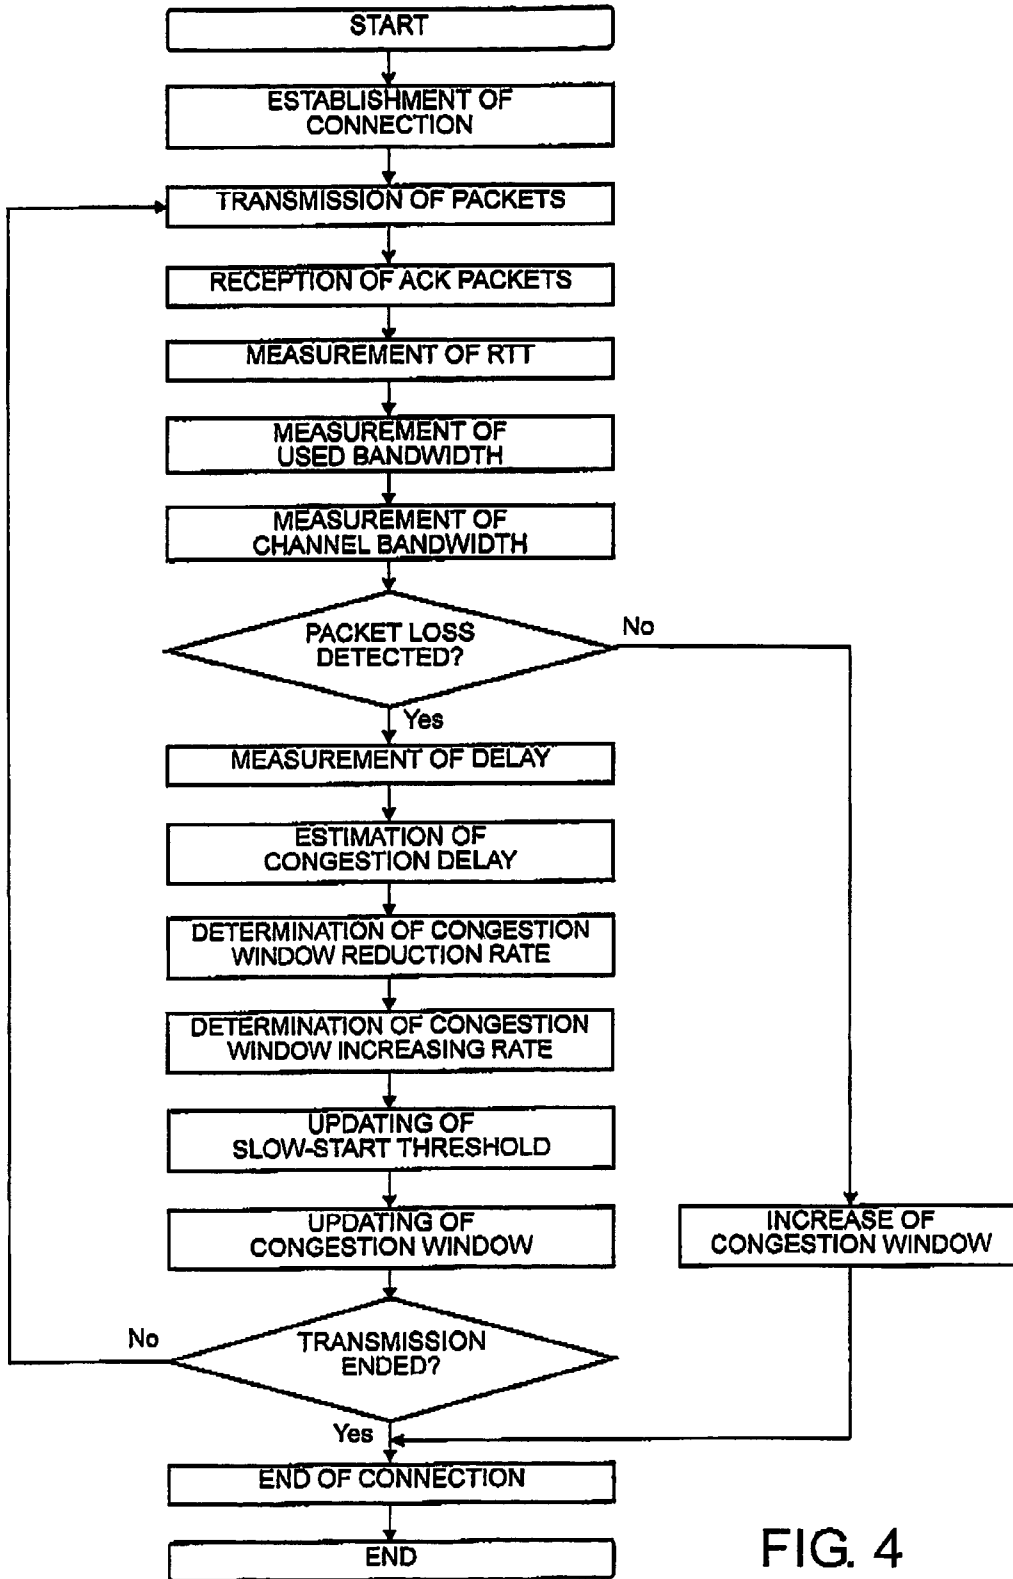 START
ESTABLISHMENT OF
CONNECTION
TRANSMISSION OF PACKETS
RECEPTION OF ACK PACKETS
MEASUREMENT OF RTT
MEASUREMENT OF
USED BANDWIDTH
MEASUREMENT OF
CHANNEL BANDWIDTH
PACKET LOSS
DETECTED?
No
Yes
MEASUREMENT OF DELAY
ESTIMATION OF
CONGESTION DELAY
DETERMINATION OF CONGESTION
WINDOW REDUCTION RATE
DETERMINATION OF CONGESTION
WINDOW INCREASING RATE
UPDATING OF
SLOW-START THRESHOLD
UPDATING OF
CONGESTION WINDOW
INCREASE OF
CONGESTION WINDOW
No
TRANSMISSION
ENDED?
Yes
END OF CONNECTION
END
FIG. 4